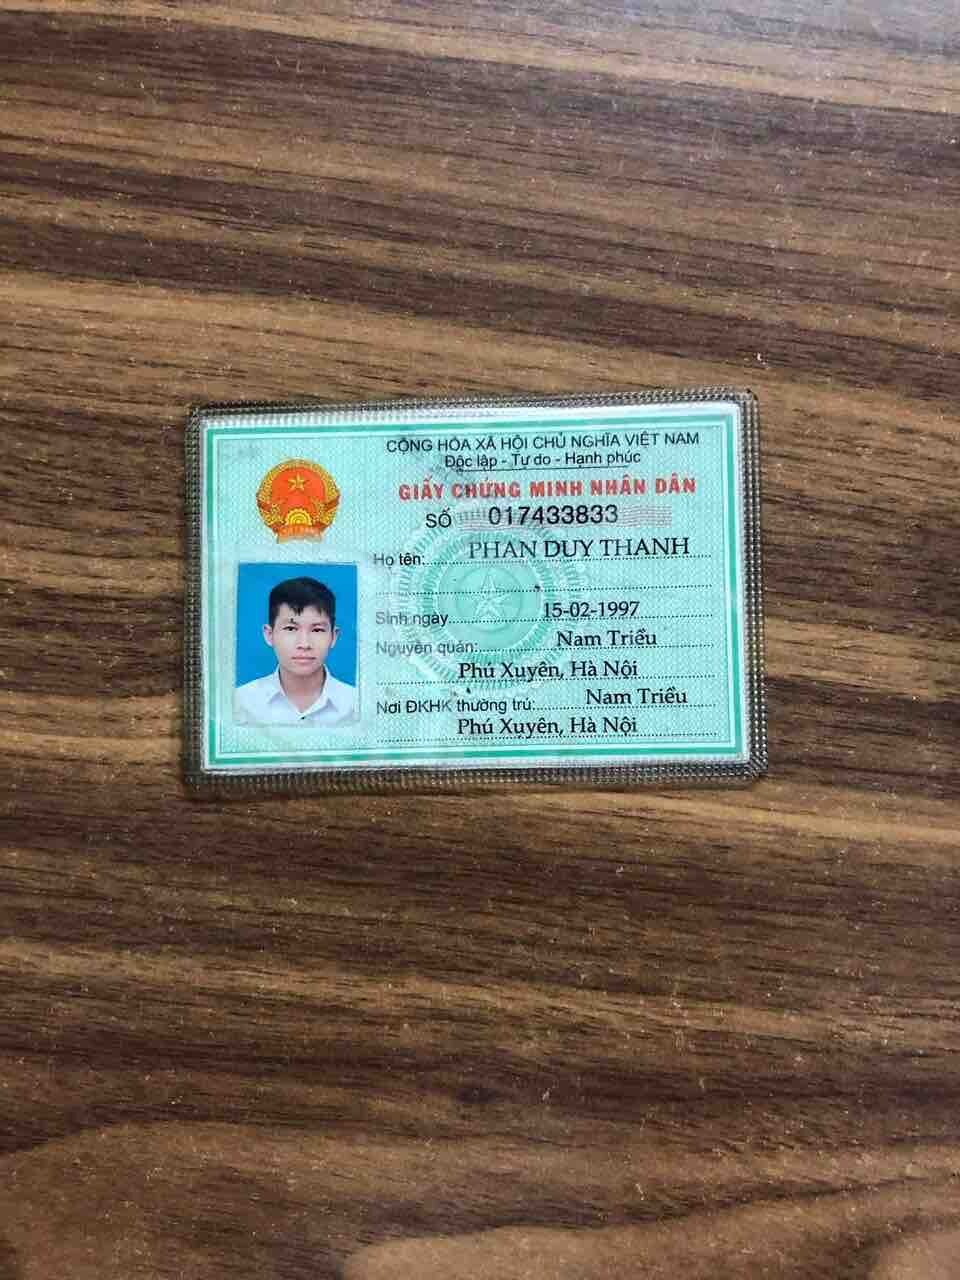 CỘNG HÒA XÃ HỘI CHỦ NGHĨA VIỆT NAM
Độc lập - Tự do - Hạnh phúc
GIẤY CHỨNG MINH NHÂN DÂN
SỐ 017433833
Họ tên: PHAN DUY THANH
Sinh ngày 15-02-1997
Nguyên quán: Nam Triều
Phú Xuyên, Hà Nội
Nơi ĐKHK thường trú: Nam Triều
Phú Xuyên, Hà Nội